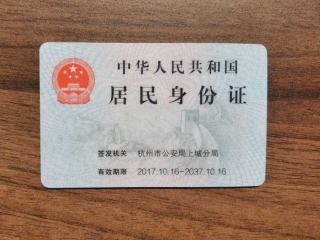 中华人民共和国
居民身份证
签发机关 杭州市公安局上城分局
有效期限 2017.10.16-2037.10.16